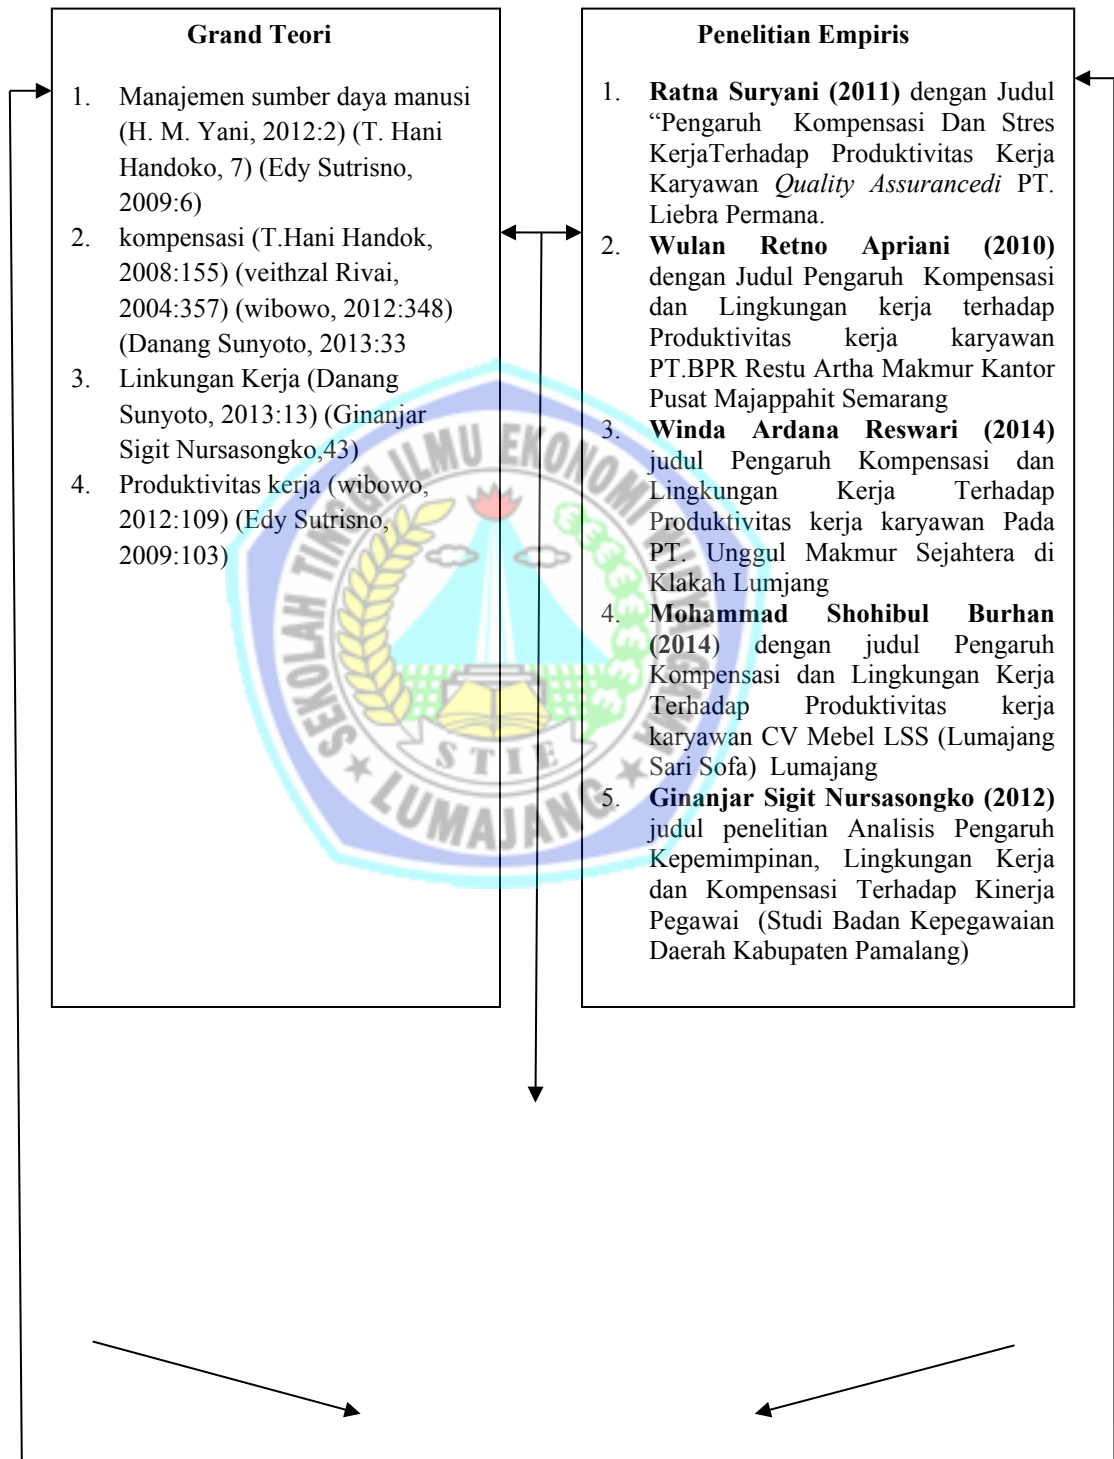 Grand Teori
1. Manajemen sumber daya manusi
(H. M. Yani, 2012:2) (T. Hani
Handoko, 7) (Edy Sutrisno,
2009:6)
2. kompensasi (T.Hani Handok,
2008:155) (veithzal Rivai,
2004:357) (wibowo, 2012:348)
(Danang Sunyoto, 2013:33
3. Linkungan Kerja (Danang
Sunyoto, 2013:13) (Ginanjar
Sigit Nursasongko,43)
4. Produktivitas kerja (wibowo,
2012:109) (Edy Sutrisno,
2009:103)
Penelitian Empiris
1. Ratna Suryani (2011) dengan Judul
“Pengaruh Kompensasi Dan Stres
KerjaTerhadap Produktivitas Kerja
Karyawan Quality Assurancedi PT.
Liebra Permana.
2. Wulan Retno Apriani (2010)
dengan Judul Pengaruh Kompensasi
dan Lingkungan kerja terhadap
Produktivitas kerja karyawan
PT.BPR Restu Artha Makmur Kantor
Pusat Majappahit Semarang
3. Winda Ardana Reswari (2014)
judul Pengaruh Kompensasi dan
Lingkungan Kerja Terhadap
Produktivitas kerja karyawan Pada
PT. Unggul Makmur Sejahtera di
Klakah Lumjang
4. Mohammad Shohibul Burhan
(2014) dengan judul Pengaruh
Kompensasi dan Lingkungan Kerja
Terhadap Produktivitas kerja
karyawan CV Mebel LSS (Lumajang
Sari Sofa) Lumajang
5. Ginanjar Sigit Nursasongko (2012)
judul penelitian Analisis Pengaruh
Kepemimpinan, Lingkungan Kerja
dan Kompensasi Terhadap Kinerja
Pegawai (Studi Badan Kepegawaian
Daerah Kabupaten Pamalang)
SEKOLAH TINGGI ILMU EKONOMI WIDYA GAMA
STIE
LUMAJANG